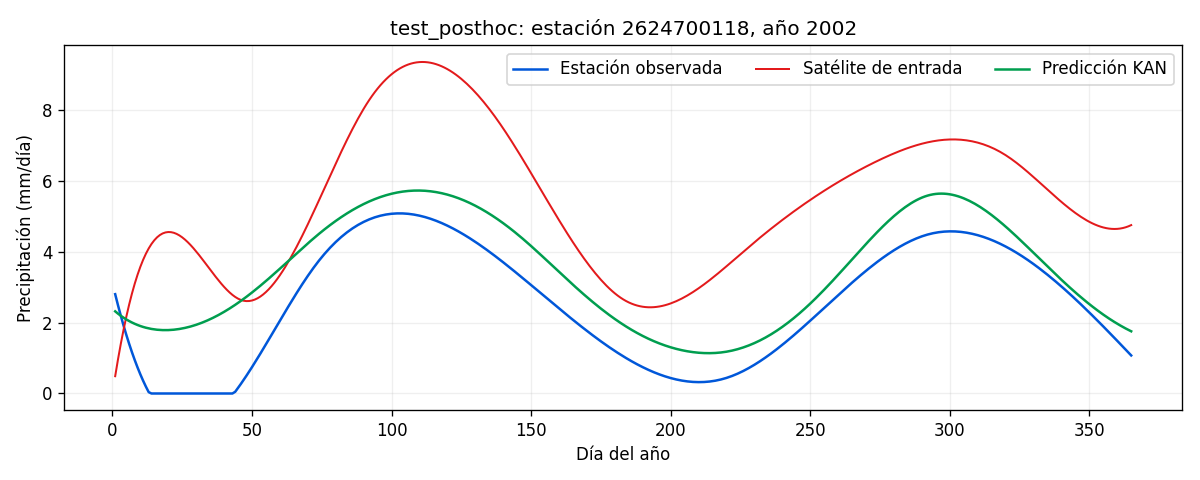 test_posthoc: estación 2624700118, año 2002
Estación observada Satélite de entrada Predicción KAN
Precipitación (mm/día)
8
6
4
2
0
0 50 100 150 200 250 300 350
Día del año